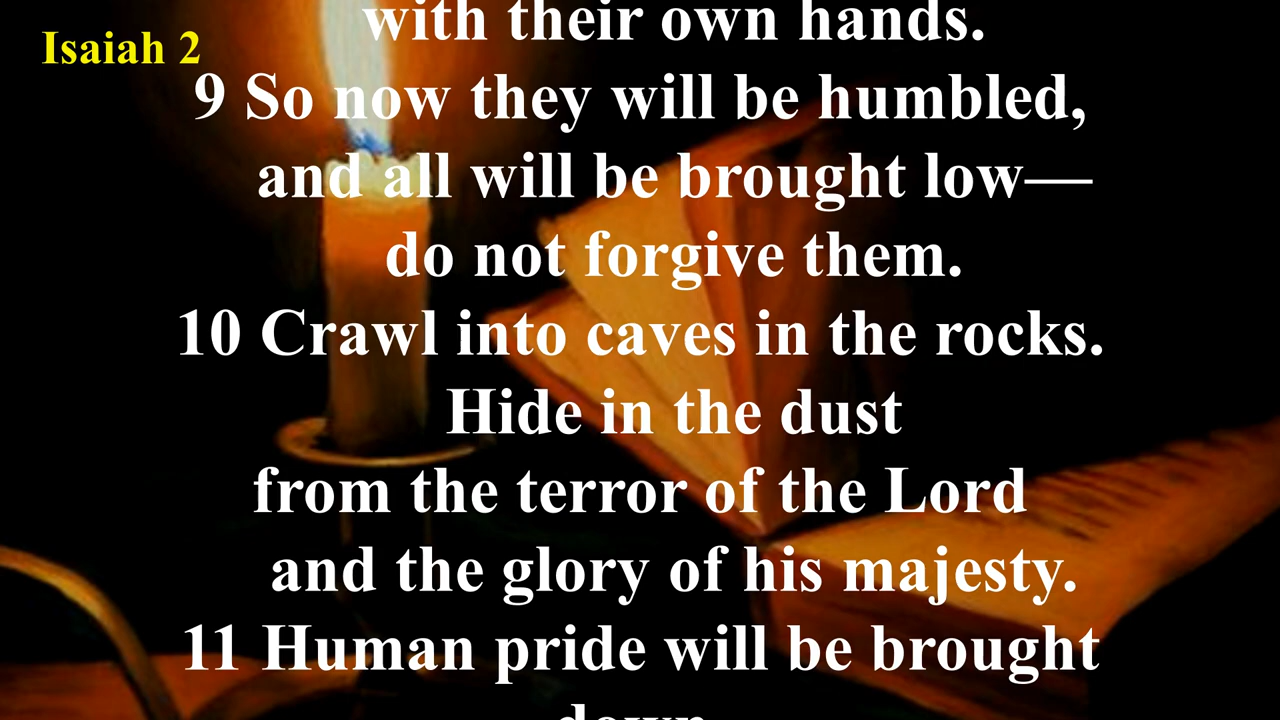 with their own hands.
Isaiah 2
9 So now they will be humbled,
and all will be brought low—
do not forgive them.
10 Crawl into caves in the rocks.
Hide in the dust
from the terror of the Lord
and the glory of his majesty.
11 Human pride will be brought
down